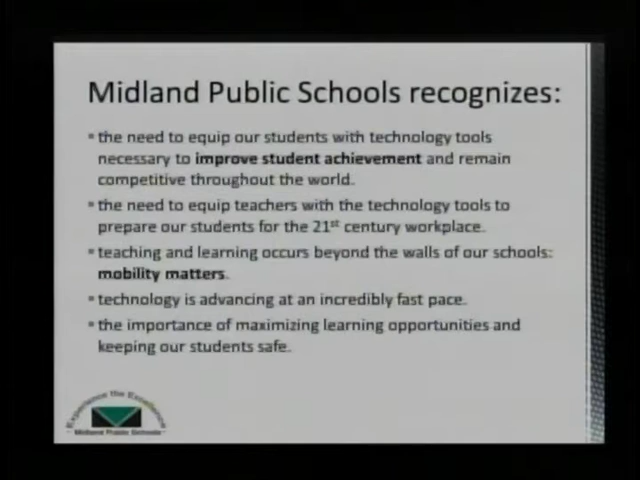 Midland Public Schools recognizes:
the need to equip our students with technology tools
necessary to improve student achievement and remain
competitive throughout the world.
the need to equip teachers with the technology tools to
prepare our students for the 21st century workplace.
teaching and learning occurs beyond the walls of our schools:
mobility matters.
technology is advancing at an incredibly fast pace.
the importance of maximizing learning opportunities and
keeping our students safe.
Experience the Excellence
Midland Public Schools